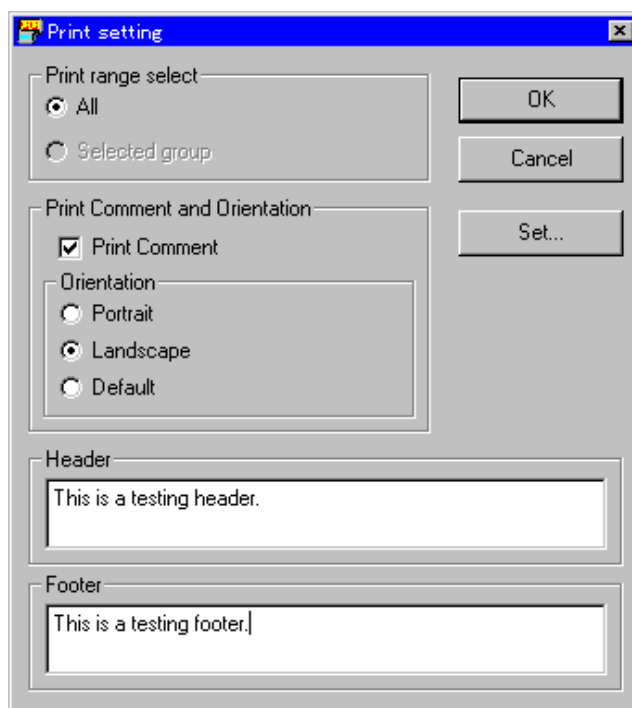 Print setting
Print range select
All
Selected group
OK
Cancel
Set...
Print Comment and Orientation
Print Comment
Orientation
Portrait
Landscape
Default
Header
This is a testing header.
Footer
This is a testing footer.